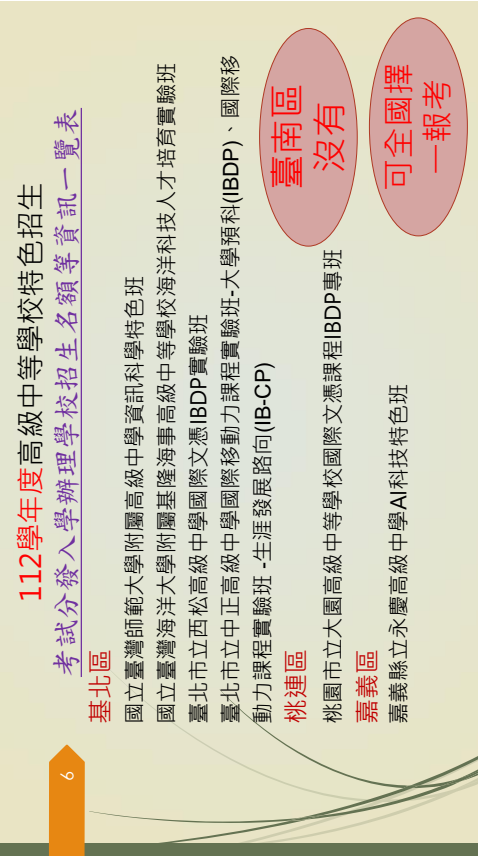 112學年度高級中等學校特色招生
考試分發入學辦理學校招生名額等資訊一覽表
基北區
國立臺灣師範大學附屬高級中學資訊科學特色班
國立臺灣海洋大學附屬基隆海事高級中等學校海洋科技人才培育實驗班
臺北市立西松高級中學國際文憑IBDP實驗班
臺北市立中正高級中學國際移動力課程實驗班-大學預科(IBDP)、國際移
動力課程實驗班 -生涯發展路向(IB-CP)
桃連區
桃園市立大園高級中等學校國際文憑課程IBDP專班
嘉義區
嘉義縣立永慶高級中學AI科技特色班
臺南區
沒有
可全國擇
一報考
6